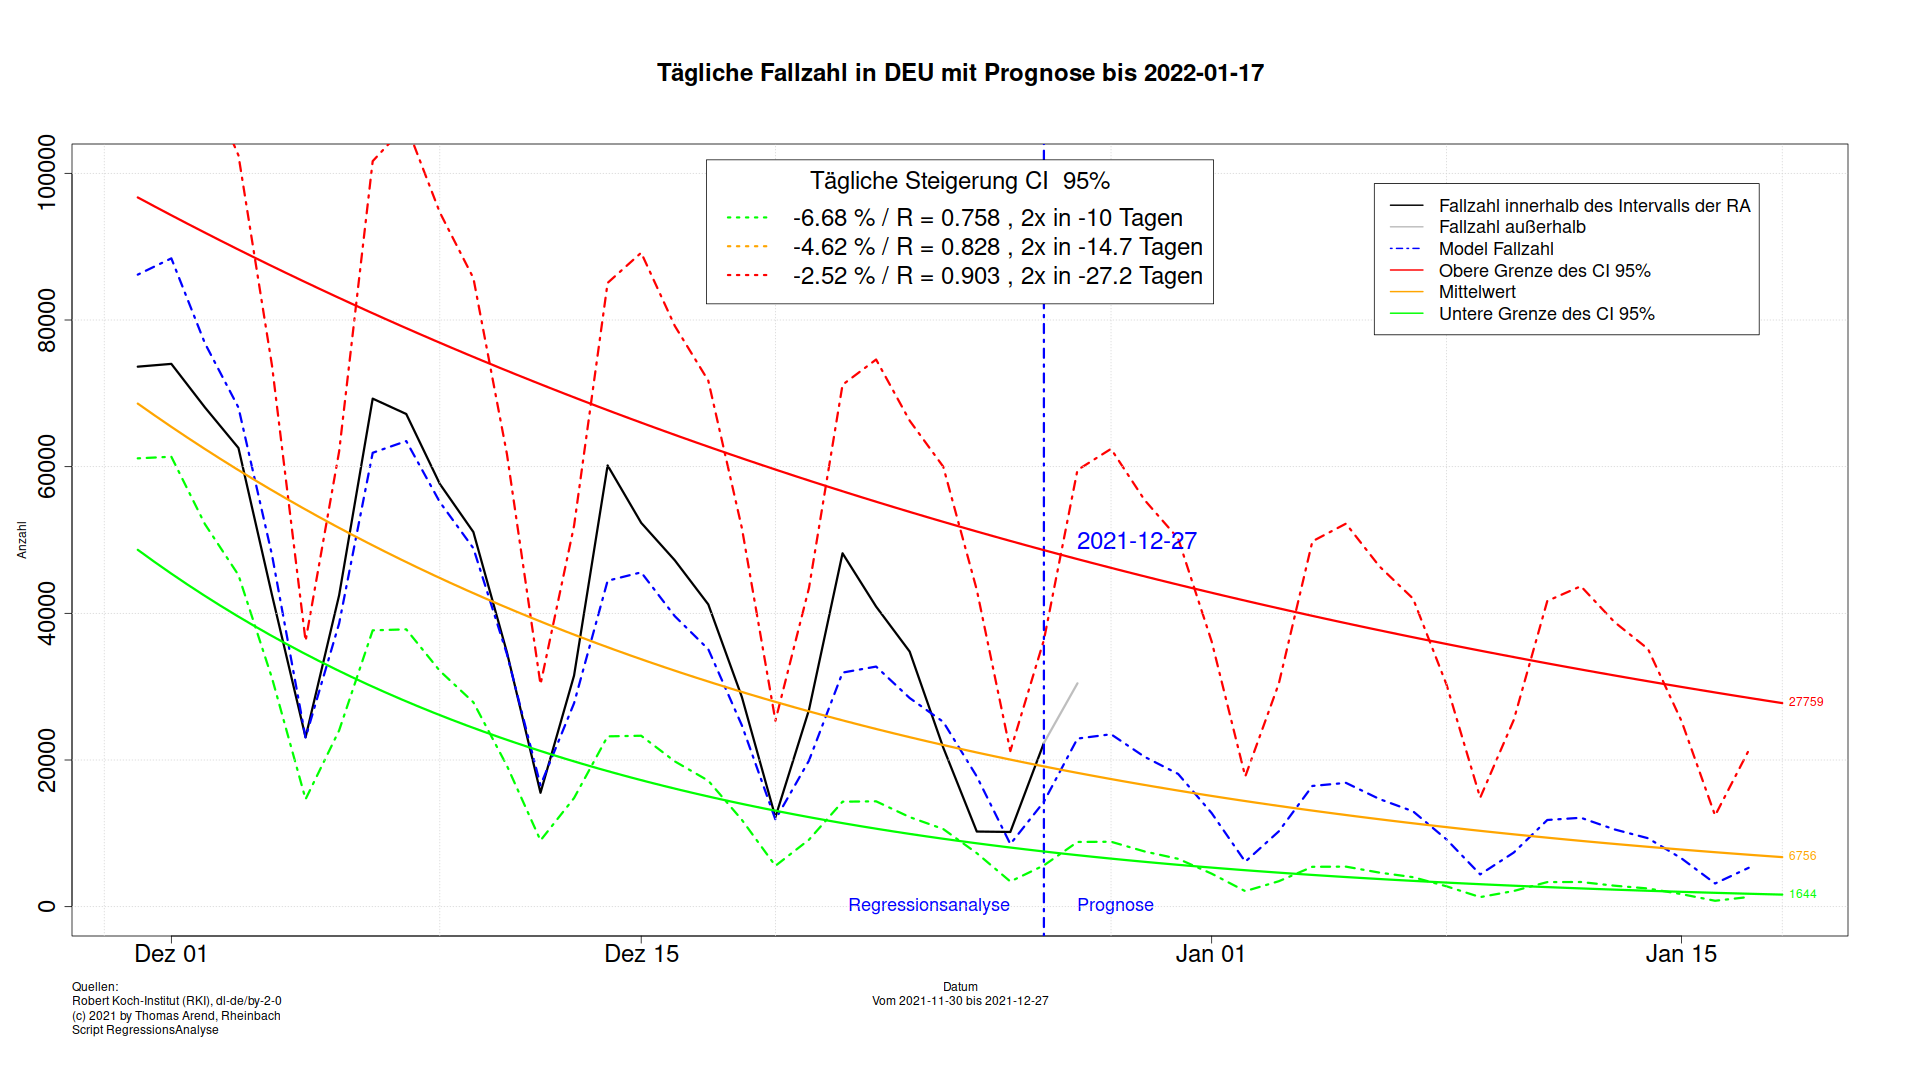 Tägliche Fallzahl in DEU mit Prognose bis 2022-01-17
Tägliche Steigerung CI 95%
-6.68 % / R = 0.758 , 2x in -10 Tagen
-4.62 % / R = 0.828 , 2x in -14.7 Tagen
-2.52 % / R = 0.903 , 2x in -27.2 Tagen
Fallzahl innerhalb des Intervalls der RA
Fallzahl außerhalb
Model Fallzahl
Obere Grenze des CI 95%
Mittelwert
Untere Grenze des CI 95%
Anzahl
100000
80000
60000
40000
20000
0
2021-12-27
27759
6756
1644
Regressionsanalyse
Prognose
Dez 01
Dez 15
Jan 01
Jan 15
Datum
Vom 2021-11-30 bis 2021-12-27
Quellen:
Robert Koch-Institut (RKI), dl-de/by-2-0
(c) 2021 by Thomas Arend, Rheinbach
Script RegressionsAnalyse